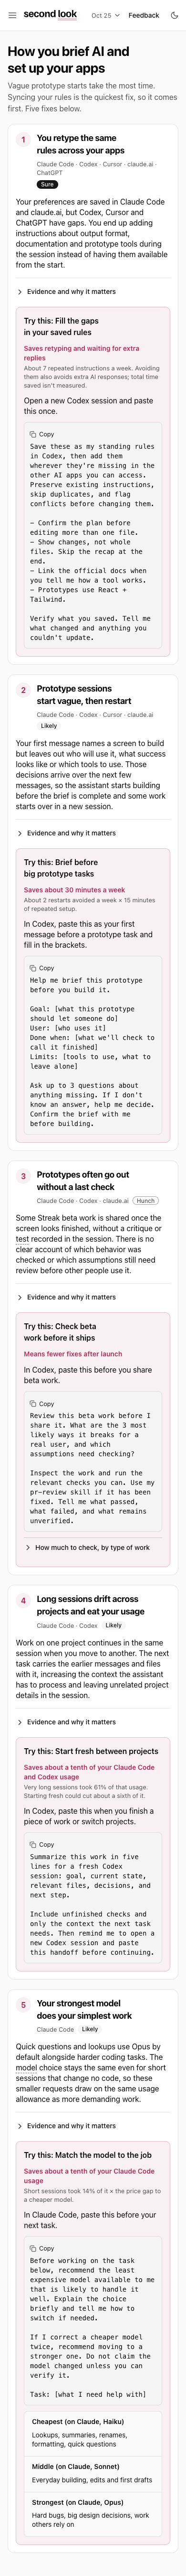 second look
Oct 25
Feedback
How you brief AI and
set up your apps
Vague prototype starts take the most time.
Syncing your rules is the quickest fix, so it comes
first. Five fixes below.
1
You retype the same
rules across your apps
Claude Code · Codex · Cursor · claude.ai ·
ChatGPT
Sure
Your preferences are saved in Claude Code
and claude.ai, but Codex, Cursor and
ChatGPT have gaps. You end up adding
instructions about output format,
documentation and prototype tools during
the session instead of having them available
from the start.
Evidence and why it matters
Try this: Fill the gaps
in your saved rules
Saves retyping and waiting for extra
replies
About 7 repeated instructions a week. Avoiding
them also avoids extra AI responses; total time
saved isn't measured.
Open a new Codex session and paste
this once.
Copy
Save these as my standing rules
in Codex, then add them
wherever they're missing in the
other AI apps you can access.
Preserve existing instructions,
skip duplicates, and flag
conflicts before changing them.
- Confirm the plan before
editing more than one file.
- Show changes, not whole
files. Skip the recap at the
end.
- Link the official docs when
you tell me how a tool works.
- Prototypes use React +
Tailwind.
Verify what you saved. Tell me
what changed and anything you
couldn't update.
2
Prototype sessions
start vague, then restart
Claude Code · Codex · Cursor · claude.ai
Likely
Your first message names a screen to build
but leaves out who will use it, what success
looks like or which tools to use. Those
decisions arrive over the next few
messages, so the assistant starts building
before the brief is complete and some work
starts over in a new session.
Evidence and why it matters
Try this: Brief before
big prototype tasks
Saves about 30 minutes a week
About 2 restarts avoided a week × 15 minutes
of repeated setup.
In Codex, paste this as your first
message before a prototype task and
fill in the brackets.
Copy
Help me brief this prototype
before you build it.
Goal: [what this prototype
should let someone do]
User: [who uses it]
Done when: [what we'll check to
call it finished]
Limits: [tools to use, what to
leave alone]
Ask up to 3 questions about
anything missing. If I don't
know an answer, help me decide.
Confirm the brief with me
before building.
3
Prototypes often go out
without a last check
Claude Code · Codex · claude.ai
Hunch
Some Streak beta work is shared once the
screen looks finished, without a critique or
test recorded in the session. There is no
clear account of which behavior was
checked or which assumptions still need
review before other people use it.
Evidence and why it matters
Try this: Check beta
work before it ships
Means fewer fixes after launch
In Codex, paste this before you share
beta work.
Copy
Review this beta work before I
share it. What are the 3 most
likely ways it breaks for a
real user, and which
assumptions need checking?
Inspect the work and run the
relevant checks you can. Use my
pr-review skill if it has been
fixed. Tell me what passed,
what failed, and what remains
unverified.
How much to check, by type of work
4
Long sessions drift across
projects and eat your usage
Claude Code · Codex
Likely
Work on one project continues in the same
session when you move to another. The next
task carries the earlier messages and files
with it, increasing the context the assistant
has to process and leaving unrelated project
details in the session.
Evidence and why it matters
Try this: Start fresh between projects
Saves about a tenth of your Claude Code
and Codex usage
Very long sessions took 61% of that usage.
Starting fresh could cut about a sixth of it.
In Codex, paste this when you finish a
piece of work or switch projects.
Copy
Summarize this work in five
lines for a fresh Codex
session: goal, current state,
relevant files, decisions, and
next step.
Include unfinished checks and
only the context the next task
needs. Then remind me to open a
new Codex session and paste
this handoff before continuing.
5
Your strongest model
does your simplest work
Claude Code
Likely
Quick questions and lookups use Opus by
default alongside harder coding tasks. The
model choice stays the same even for short
sessions that change no code, so these
smaller requests draw on the same usage
allowance as more demanding work.
Evidence and why it matters
Try this: Match the model to the job
Saves about a tenth of your Claude Code
usage
Short sessions took 14% of it × the price gap to
a cheaper model.
In Claude Code, paste this before your
next task.
Copy
Before working on the task
below, recommend the least
expensive model available to me
that is likely to handle it
well. Explain the choice
briefly and tell me how to
switch if needed.
If I correct a cheaper model
twice, recommend moving to a
stronger one. Do not claim the
model changed unless you can
verify it.
Task: [what I need help with]
Cheapest (on Claude, Haiku)
Lookups, summaries, renames,
formatting, quick questions
Middle (on Claude, Sonnet)
Everyday building, edits and first drafts
Strongest (on Claude, Opus)
Hard bugs, big design decisions, work
others rely on